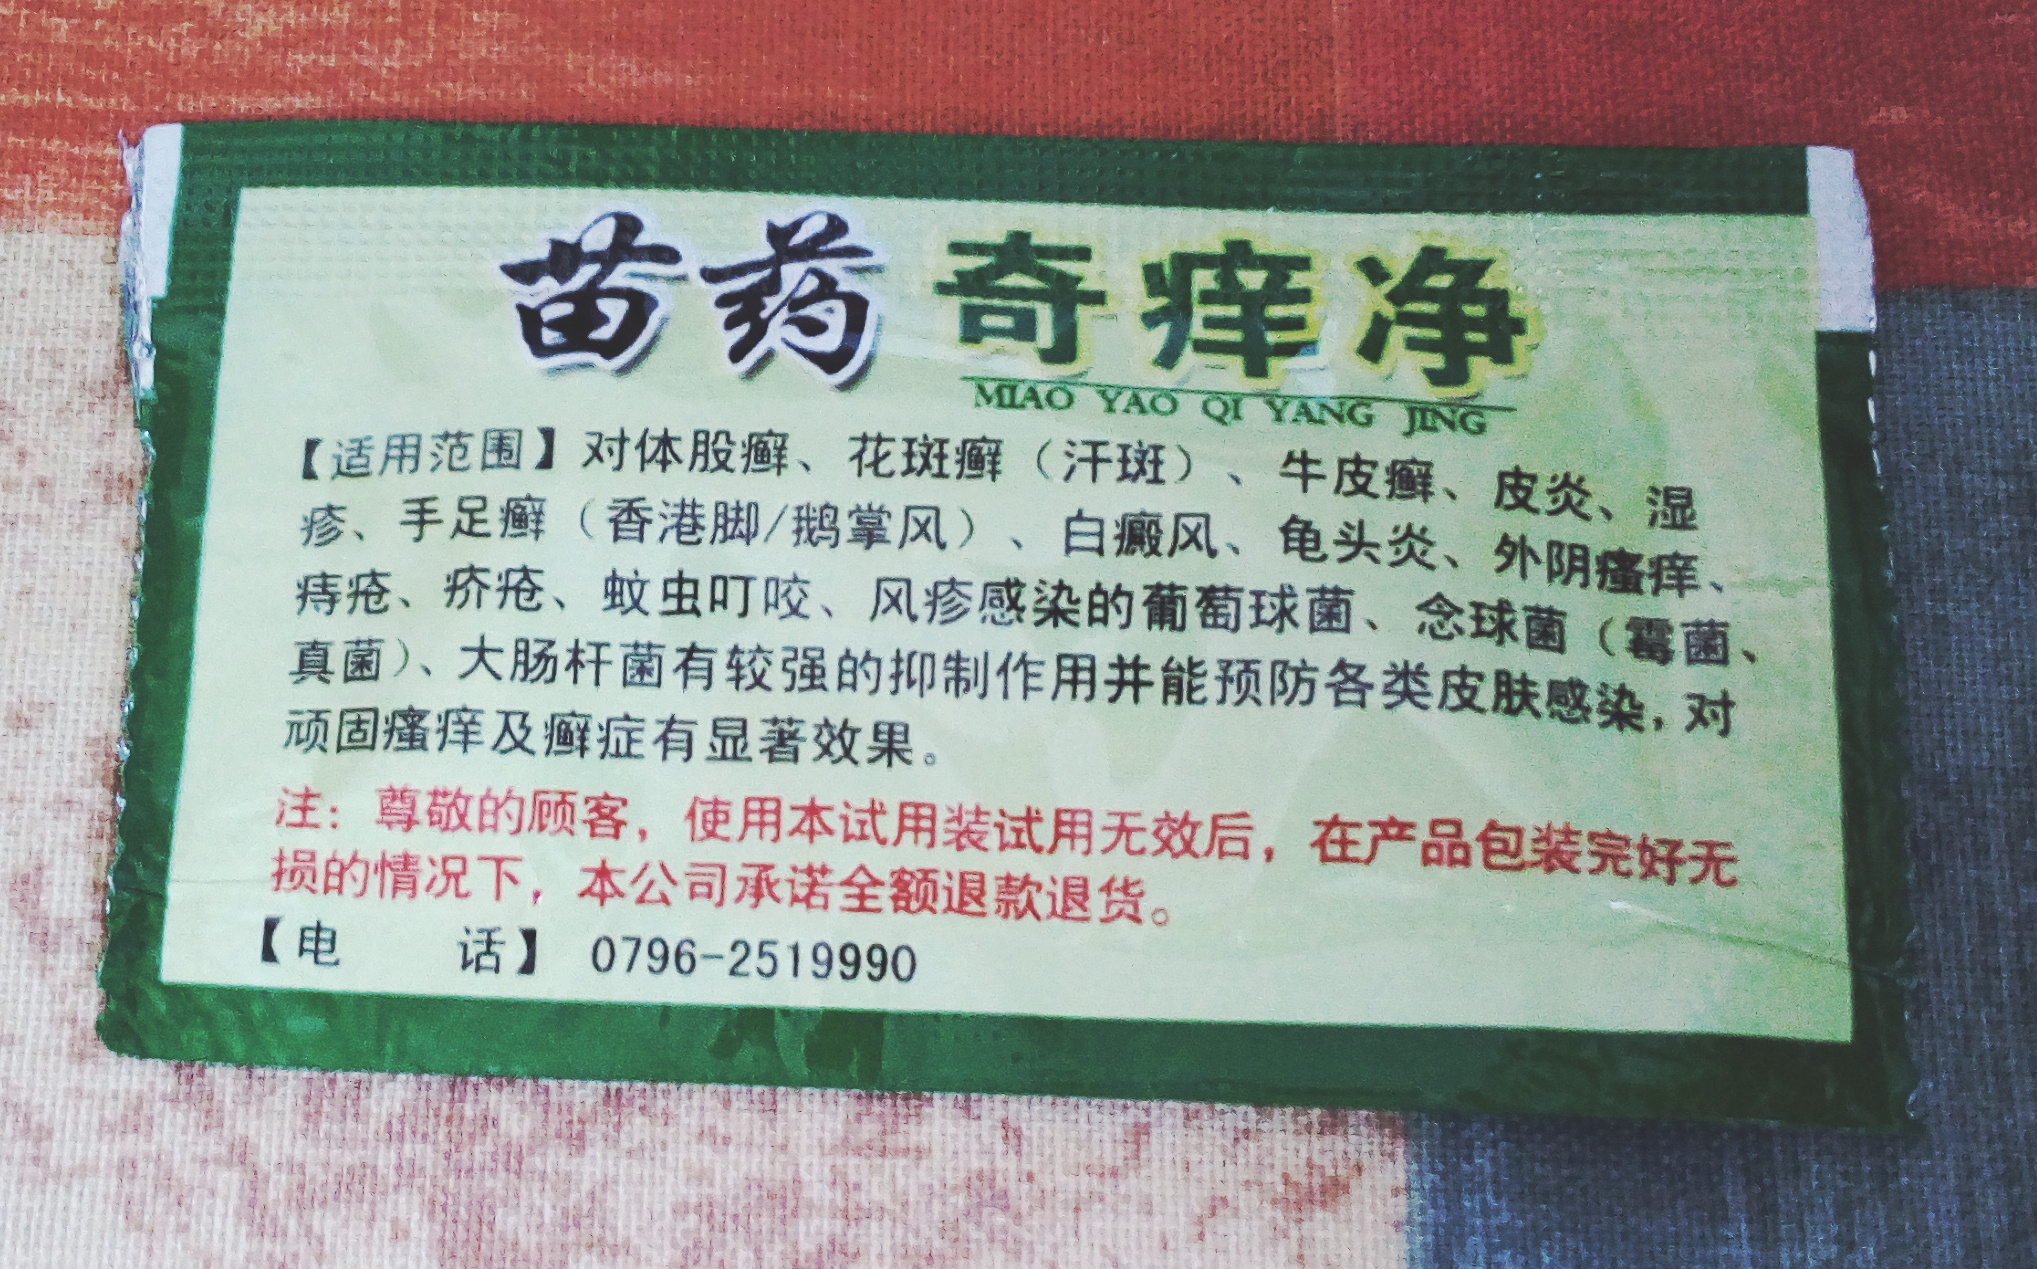 苗药 奇痒净
MIAO YAO QI YANG JING
【适用范围】对体股癣、花斑癣（汗斑）、牛皮癣、皮炎、湿
疹、手足癣（香港脚/鹅掌风）、白癜风、龟头炎、外阴瘙痒、
痔疮、疥疮、蚊虫叮咬、风疹感染的葡萄球菌、念球菌（霉菌、
真菌）、大肠杆菌有较强的抑制作用并能预防各类皮肤感染，对
顽固瘙痒及癣症有显著效果。
注：尊敬的顾客，使用本试用装试用无效后，在产品包装完好无
损的情况下，本公司承诺全额退款退货。
【电 话】 0796-2519990